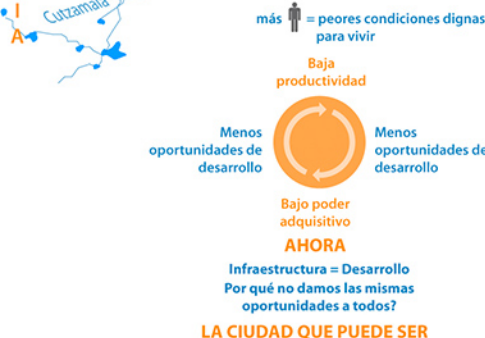 I
A
Cutzamala
más = peores condiciones dignas
para vivir
Baja
productividad
Menos
oportunidades de
desarrollo
Menos
oportunidades de
desarrollo
Bajo poder
adquisitivo
AHORA
Infraestructura = Desarrollo
Por qué no damos las mismas
oportunidades a todos?
LA CIUDAD QUE PUEDE SER